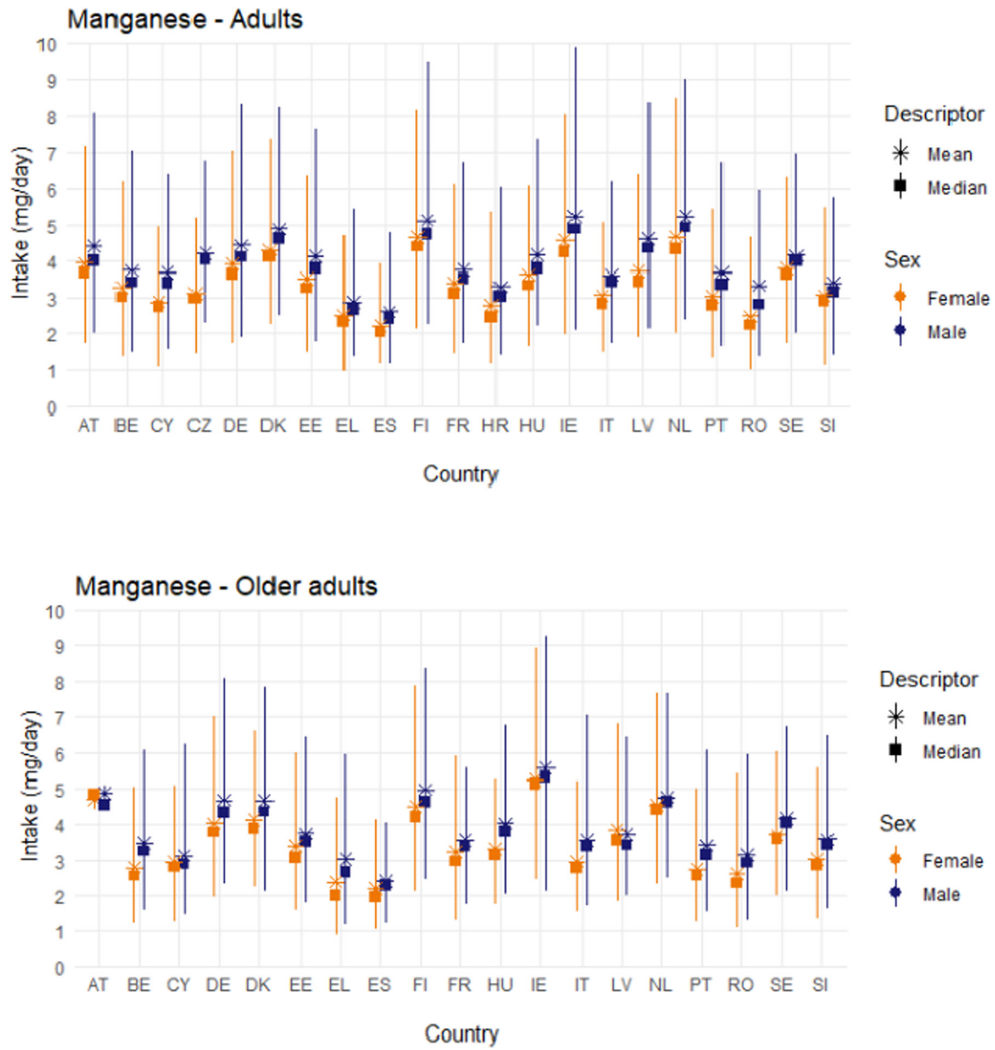 Manganese - Adults
10
9
8
7
6
5
4
3
2
1
0
Intake (mg/day)
AT BE CY CZ DE DK EE EL ES FI FR HR HU IE IT LV NL PT RO SE SI
Country
Descriptor
Mean
Median
Sex
Female
Male
Manganese - Older adults
10
9
8
7
6
5
4
3
2
1
0
Intake (mg/day)
AT BE CY DE DK EE EL ES FI FR HU IE IT LV NL PT RO SE SI
Country
Descriptor
Mean
Median
Sex
Female
Male